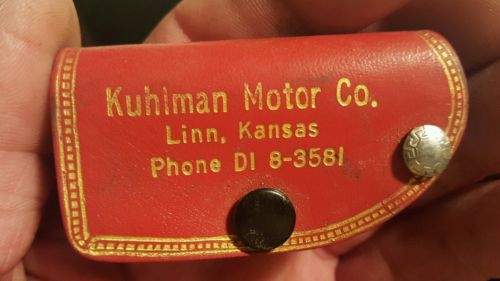 Kuhlman Motor Co.
Linn, Kansas
Phone DI 8-3581